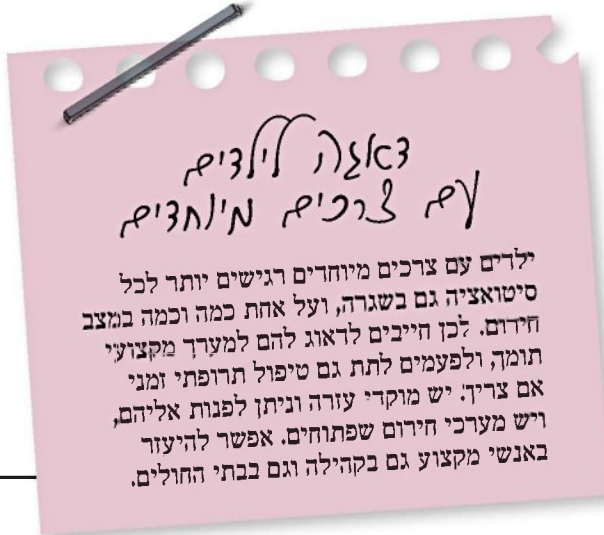 דאגה לילדים
עם צרכים מיוחדים
ילדים עם צרכים מיוחדים רגישים יותר לכל
סיטואציה גם בשגרה, ועל אחת כמה וכמה במצב
חירום. לכן חייבים לדאוג להם למערך מקצועי
תומך, ולפעמים לתת גם טיפול תרופתי זמני
אם צריך. יש מוקדי עזרה וניתן לפנות אליהם,
ויש מערכי חירום שפתוחים. אפשר להיעזר
באנשי מקצוע גם בקהילה וגם בבתי החולים.